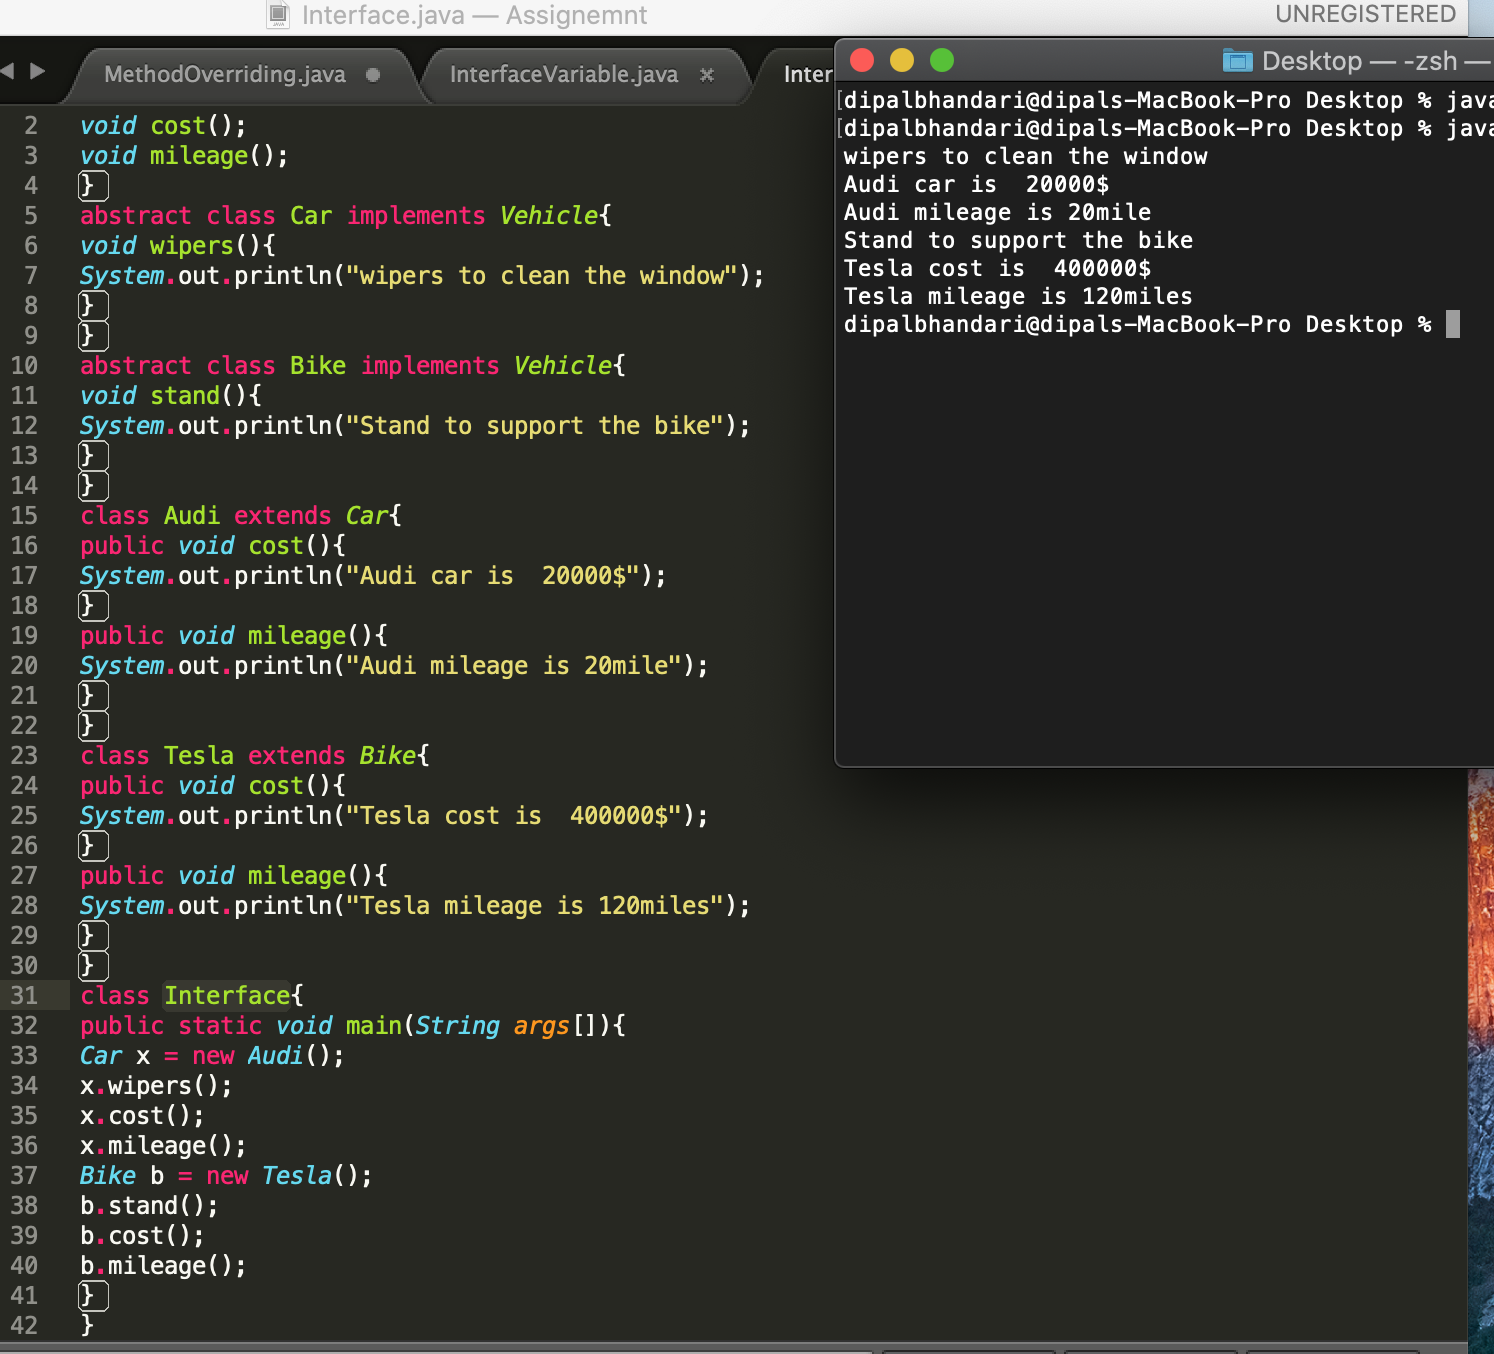 Interface.java — Assignemnt
UNREGISTERED
MethodOverriding.java
InterfaceVariable.java
Desktop — -zsh —
2 void cost();
3 void mileage();
4 }
5 abstract class Car implements Vehicle{
6 void wipers(){
7 System.out.println("wipers to clean the window");
8 }
9 }
10 abstract class Bike implements Vehicle{
11 void stand(){
12 System.out.println("Stand to support the bike");
13 }
14 }
15 class Audi extends Car{
16 public void cost(){
17 System.out.println("Audi car is  20000$");
18 }
19 public void mileage(){
20 System.out.println("Audi mileage is 20mile");
21 }
22 }
23 class Tesla extends Bike{
24 public void cost(){
25 System.out.println("Tesla cost is  400000$");
26 }
27 public void mileage(){
28 System.out.println("Tesla mileage is 120miles");
29 }
30 }
31 class Interface{
32 public static void main(String args[]){
33 Car x = new Audi();
34 x.wipers();
35 x.cost();
36 x.mileage();
37 Bike b = new Tesla();
38 b.stand();
39 b.cost();
40 b.mileage();
41 }
42 }
[dipalbhandari@dipals-MacBook-Pro Desktop % java
[dipalbhandari@dipals-MacBook-Pro Desktop % java
wipers to clean the window
Audi car is  20000$
Audi mileage is 20mile
Stand to support the bike
Tesla cost is  400000$
Tesla mileage is 120miles
dipalbhandari@dipals-MacBook-Pro Desktop %